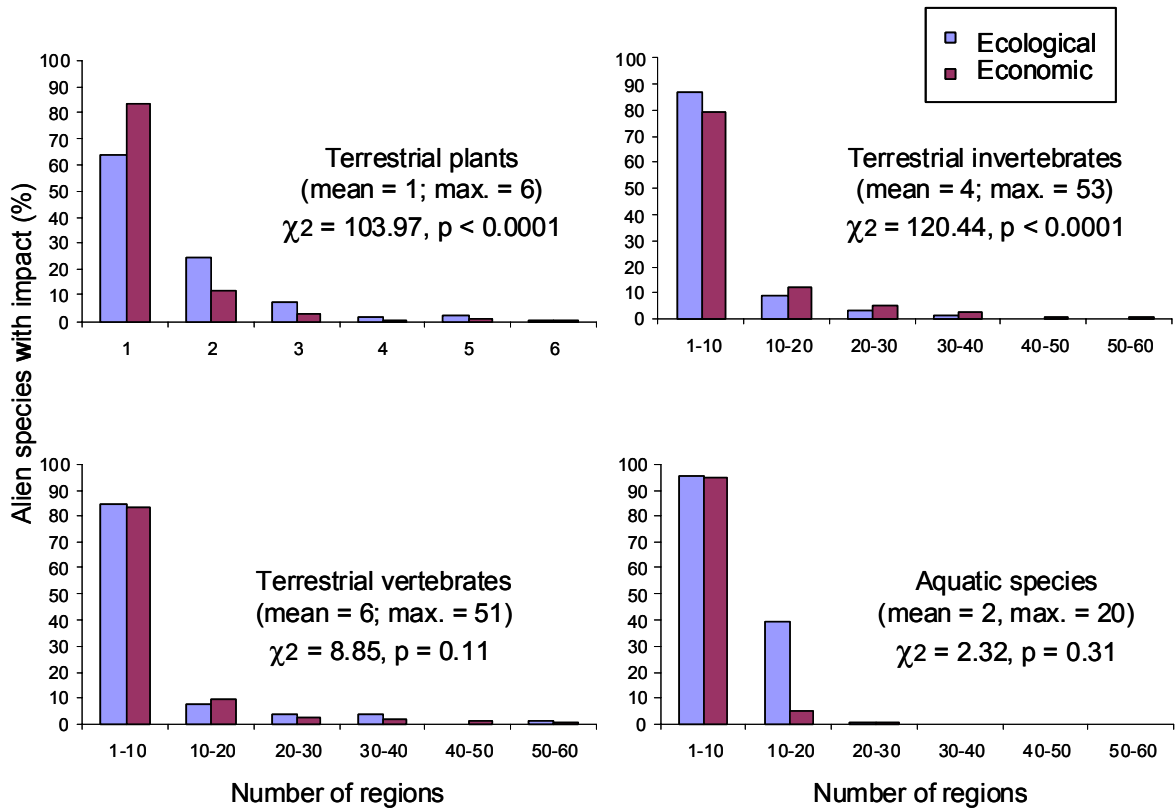 Ecological
Economic
Alien species with impact (%)
100
90
80
70
60
50
40
30
20
10
0
Terrestrial plants
(mean = 1; max. = 6)
χ2 = 103.97, p < 0.0001
1 2 3 4 5 6
100
90
80
70
60
50
40
30
20
10
0
Terrestrial invertebrates
(mean = 4; max. = 53)
χ2 = 120.44, p < 0.0001
1-10 10-20 20-30 30-40 40-50 50-60
100
90
80
70
60
50
40
30
20
10
0
Terrestrial vertebrates
(mean = 6; max. = 51)
χ2 = 8.85, p = 0.11
1-10 10-20 20-30 30-40 40-50 50-60
Number of regions
100
90
80
70
60
50
40
30
20
10
0
Aquatic species
(mean = 2, max. = 20)
χ2 = 2.32, p = 0.31
1-10 10-20 20-30 30-40 40-50 50-60
Number of regions